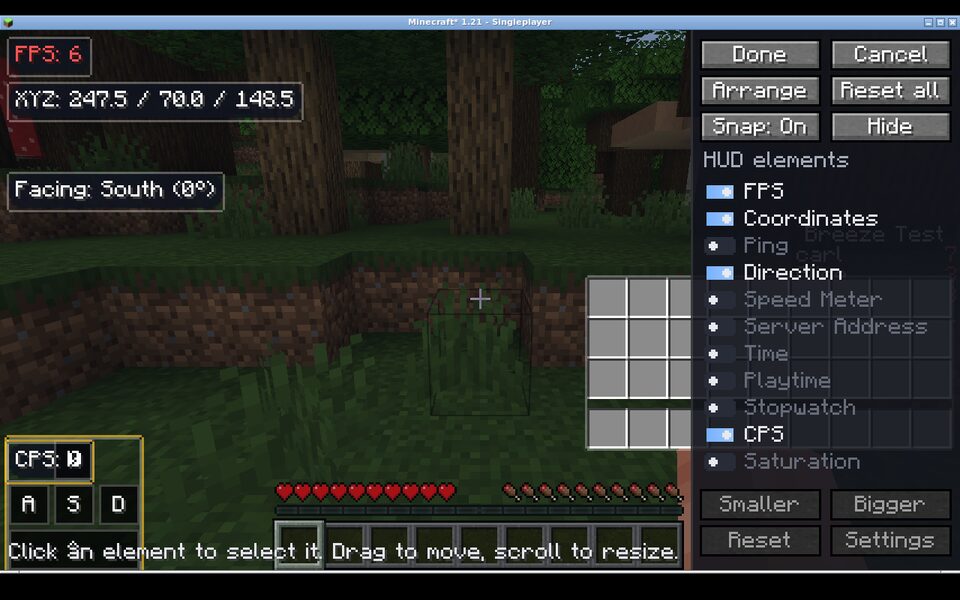 Minecraft* 1.21 - Singleplayer
FPS: 6
Done
Cancel
XYZ: 247.5 / 70.0 / 148.5
Arrange
Reset all
Snap: On
Hide
HUD elements
Facing: South (0°)
FPS
Coordinates
Breeze Test
Ping
carl
Direction
Speed Meter
Server Address
Time
Playtime
Stopwatch
CPS
CPS: 0
Saturation
A S D
Smaller
Bigger
Click an element to select it. Drag to move, scroll to resize.
Reset
Settings